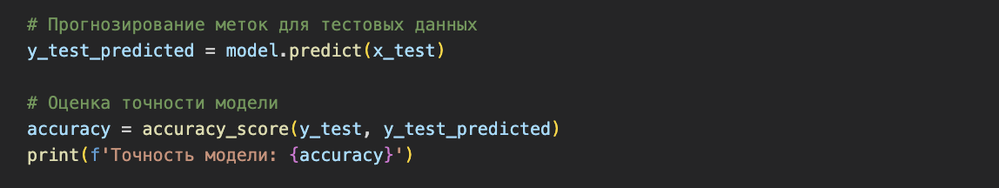 # Прогнозирование меток для тестовых данных
y_test_predicted = model.predict(x_test)
# Оценка точности модели
accuracy = accuracy_score(y_test, y_test_predicted)
print(f'Точность модели: {accuracy}')